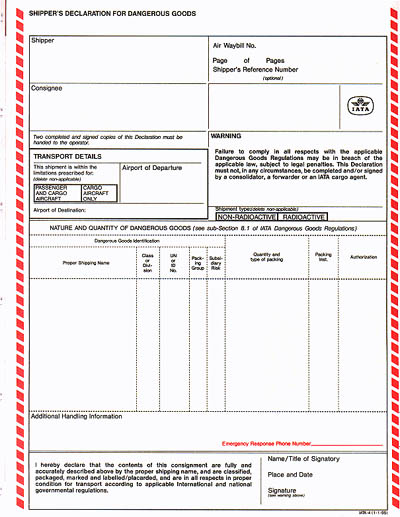 SHIPPER'S DECLARATION FOR DANGEROUS GOODS
Shipper
Air Waybill No.
Page of Pages
Shipper's Reference Number
(optional)
Consignee
IATA
Two completed and signed copies of this Declaration must be
handed to the operator.
WARNING
Failure to comply in all respects with the applicable
Dangerous Goods Regulations may be in breach of the
applicable law, subject to legal penalties. This Declaration
must not, in any circumstances, be completed and/or signed
by a consolidator, a forwarder or an IATA cargo agent.
TRANSPORT DETAILS
This shipment is within the
limitations prescribed for:
(delete non-applicable)
Airport of Departure
PASSENGER
AND CARGO
AIRCRAFT
CARGO
AIRCRAFT
ONLY
Airport of Destination:
Shipment type: (delete non-applicable)
NON-RADIOACTIVE RADIOACTIVE
NATURE AND QUANTITY OF DANGEROUS GOODS (see sub-Section 8.1 of IATA Dangerous Goods Regulations)
Dangerous Goods Identification
Proper Shipping Name
Class
or
Divi-
sion
UN
or
ID
No.
Pack-
ing
Group
Subsi-
diary
Risk
Quantity and
type of packing
Packing
Inst.
Authorization
Additional Handling Information
Emergency Response Phone Number
I hereby declare that the contents of this consignment are fully and
accurately described above by the proper shipping name, and are classified,
packaged, marked and labelled/placarded, and are in all respects in proper
condition for transport according to applicable International and national
governmental regulations.
Name/Title of Signatory
Place and Date
Signature
(see warning above)